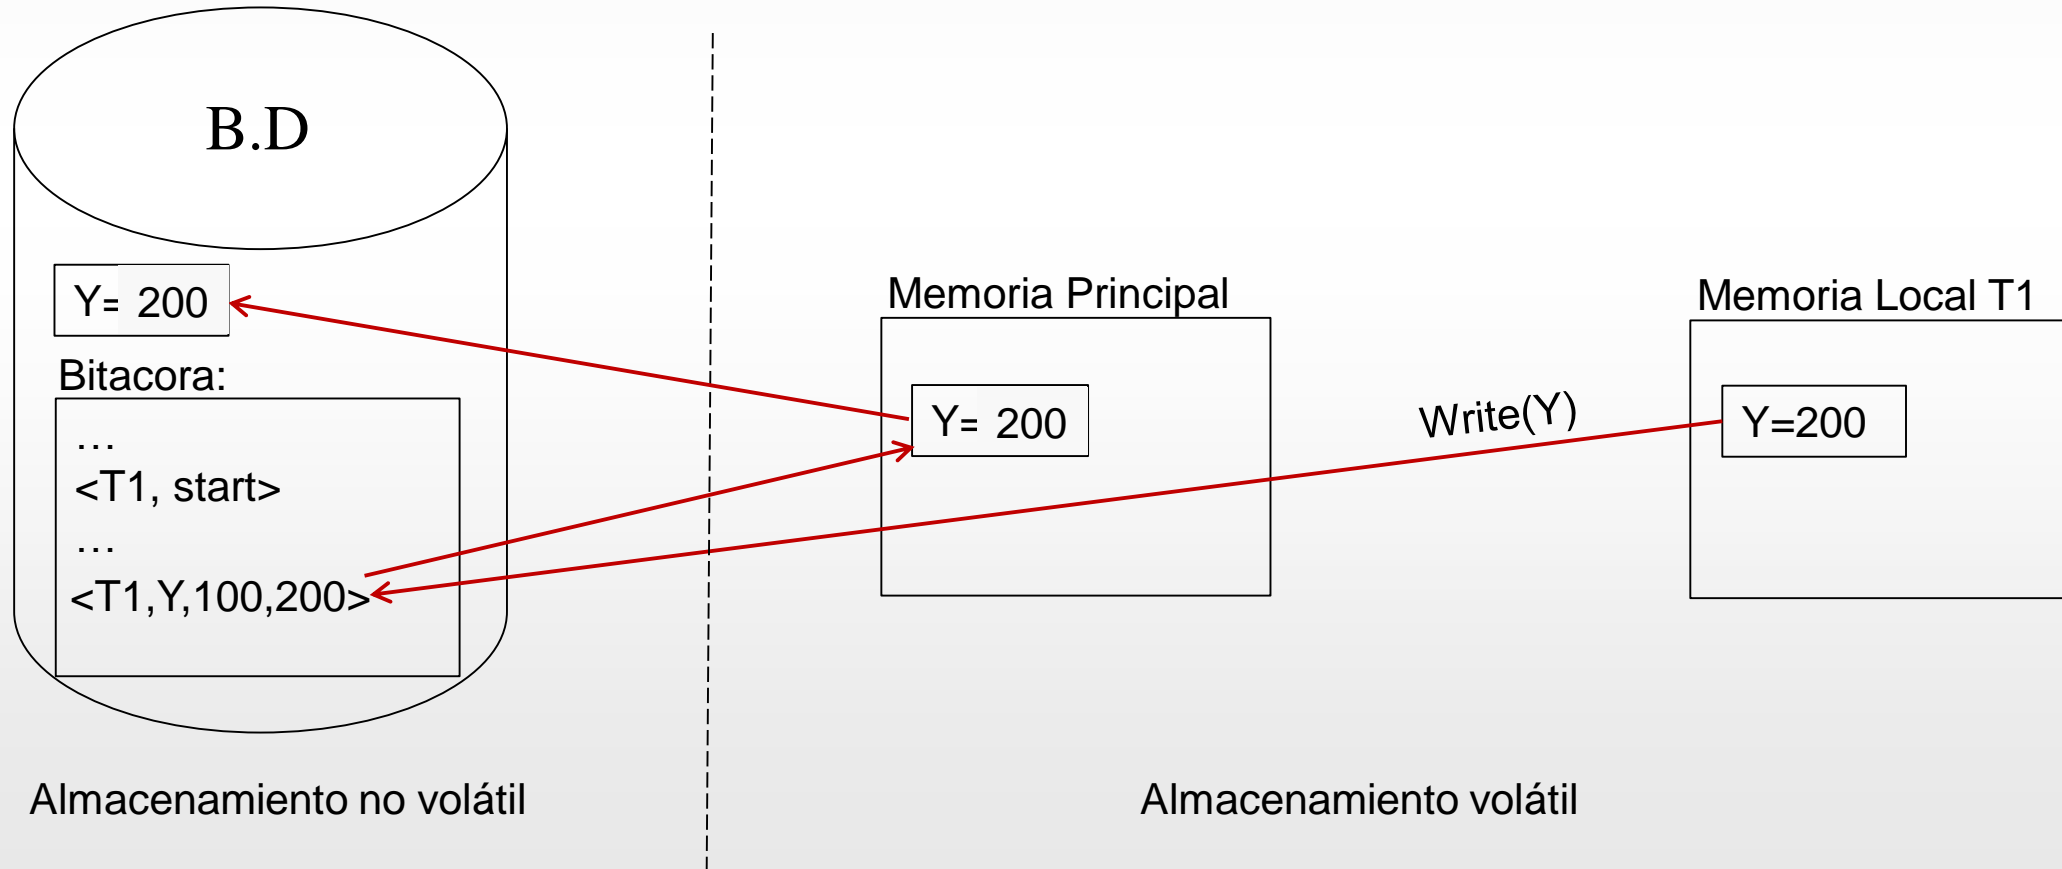 B.D
Y= 200
Bitacora:
…
<T1, start>
…
<T1,Y,100,200>
Almacenamiento no volátil
Memoria Principal
Y= 200
Write(Y)
Memoria Local T1
Y=200
Almacenamiento volátil